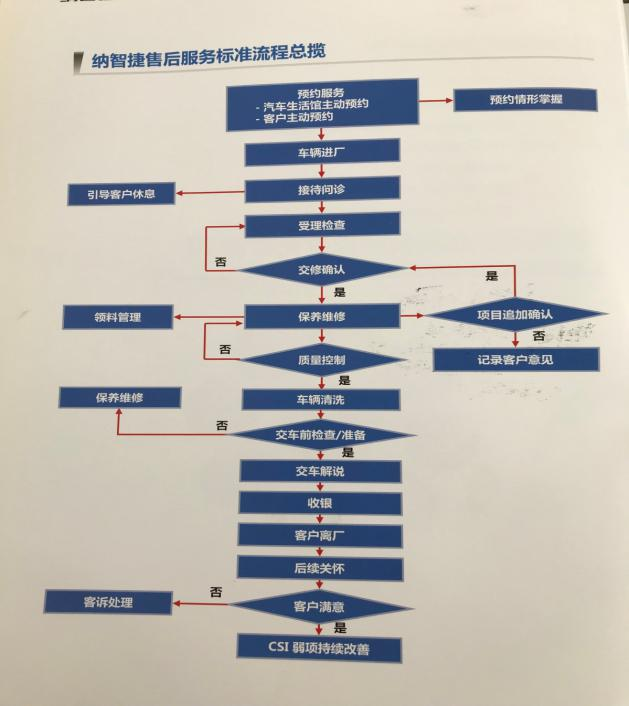 纳智捷售后服务标准流程总揽
预约服务
- 汽车生活馆主动预约
- 客户主动预约
预约情形掌握
车辆进厂
引导客户休息
接待问诊
受理检查
否
交修确认
是
是
领料管理
保养维修
项目追加确认
否
否
质量控制
记录客户意见
是
保养维修
车辆清洗
否
交车前检查/准备
是
交车解说
收银
客户离厂
后续关怀
否
客诉处理
客户满意
是
CSI 弱项持续改善